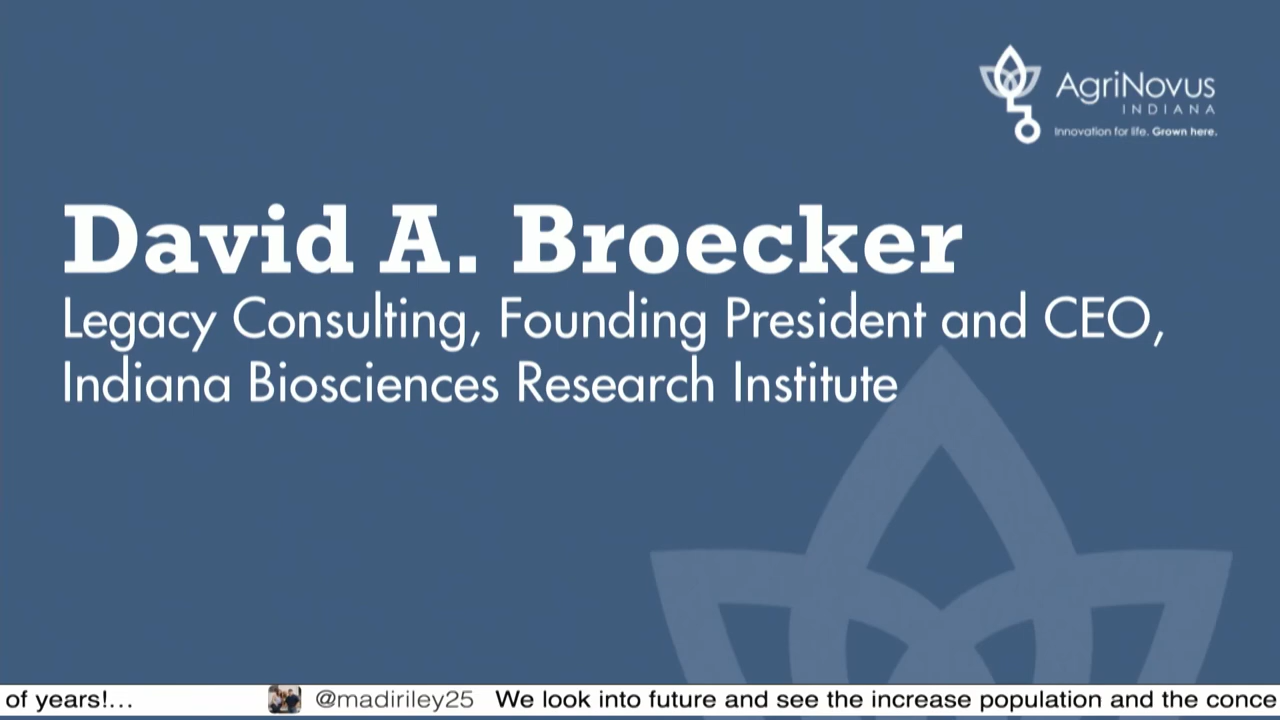 AgriNovus
INDIANA
Innovation for life. Grown here.
David A. Broecker
Legacy Consulting, Founding President and CEO,
Indiana Biosciences Research Institute
of years!... @madiriley25 We look into future and see the increase population and the conce